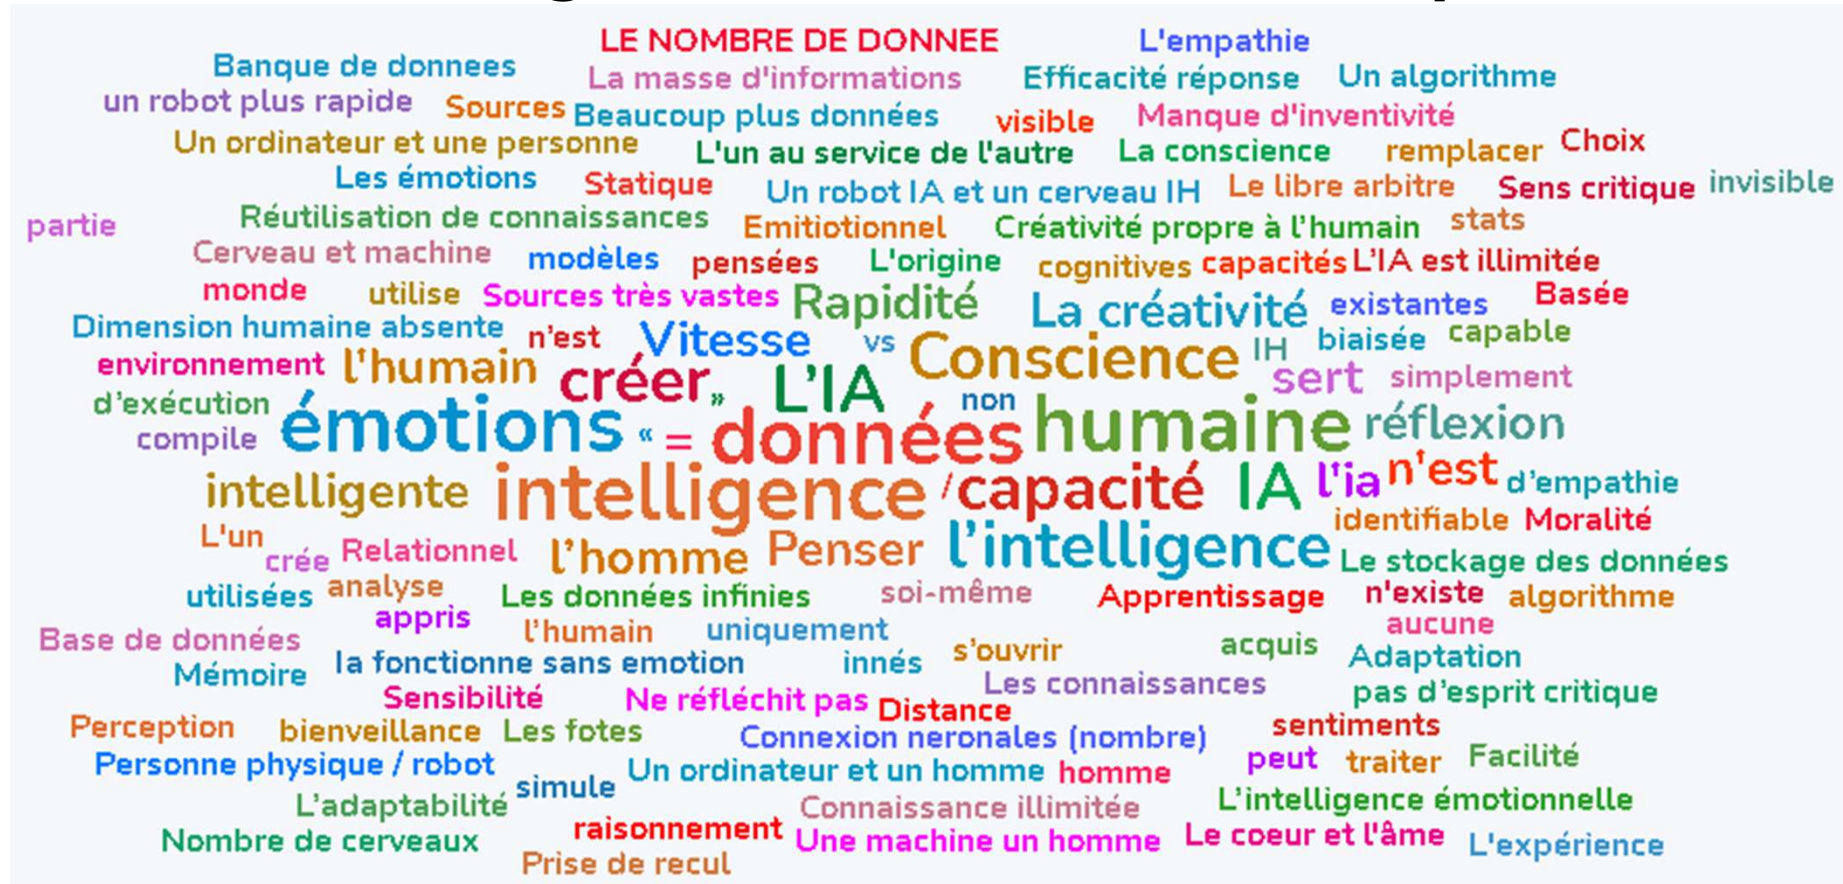 LE NOMBRE DE DONNEE L'empathie
Banque de donnees La masse d'informations Efficacité réponse Un algorithme
un robot plus rapide Sources Beaucoup plus données visible Manque d'inventivité
Un ordinateur et une personne L'un au service de l'autre La conscience remplacer Choix
Les émotions Statique Un robot IA et un cerveau IH Le libre arbitre Sens critique invisible
partie Réutilisation de connaissances Emitiotionnel Créativité propre à l’humain stats
Cerveau et machine modèles pensées L'origine cognitives capacités L’IA est illimitée
monde utilise Sources très vastes Rapidité La créativité existantes Basée
Dimension humaine absente n’est Vitesse vs Conscience IH biaisée capable
environnement l'humain créer » L’IA sert simplement
d’exécution émotions « = données non humaine réflexion
compile
intelligente intelligence / capacité IA l'ia n'est d’empathie
identifiable Moralité
L'un crée Relationnel l’homme Penser l’intelligence Le stockage des données
utilisées analyse Les données infinies soi-même Apprentissage n'existe algorithme
appris l’humain uniquement aucune
Base de données s’ouvrir acquis
Mémoire Ia fonctionne sans emotion innés Adaptation
Sensibilité Ne réfléchit pas Les connaissances pas d’esprit critique
Distance
Perception bienveillance Les fotes Connexion neronales (nombre) sentiments
Personne physique / robot Un ordinateur et un homme homme peut traiter Facilité
simule
L’adaptabilité Connaissance illimitée L’intelligence émotionnelle
Nombre de cerveaux raisonnement Une machine un homme Le coeur et l'âme L'expérience
Prise de recul